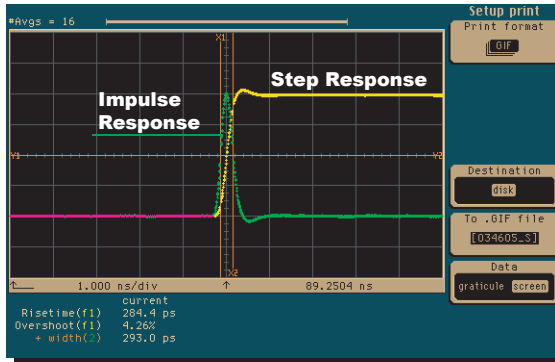 Setup print
*Avgs = 16
Print format
GIF
X1
Step Response
Impulse
Response
Y1
Y2
Destination
disk
To .GIF file
[034605_S]
X2
Data
graticule screen
1.000 ns/div
89.2504 ns
current
Risetime(f1) 284.4 ps
Overshoot(f1) 4.26%
+ width(2) 293.0 ps